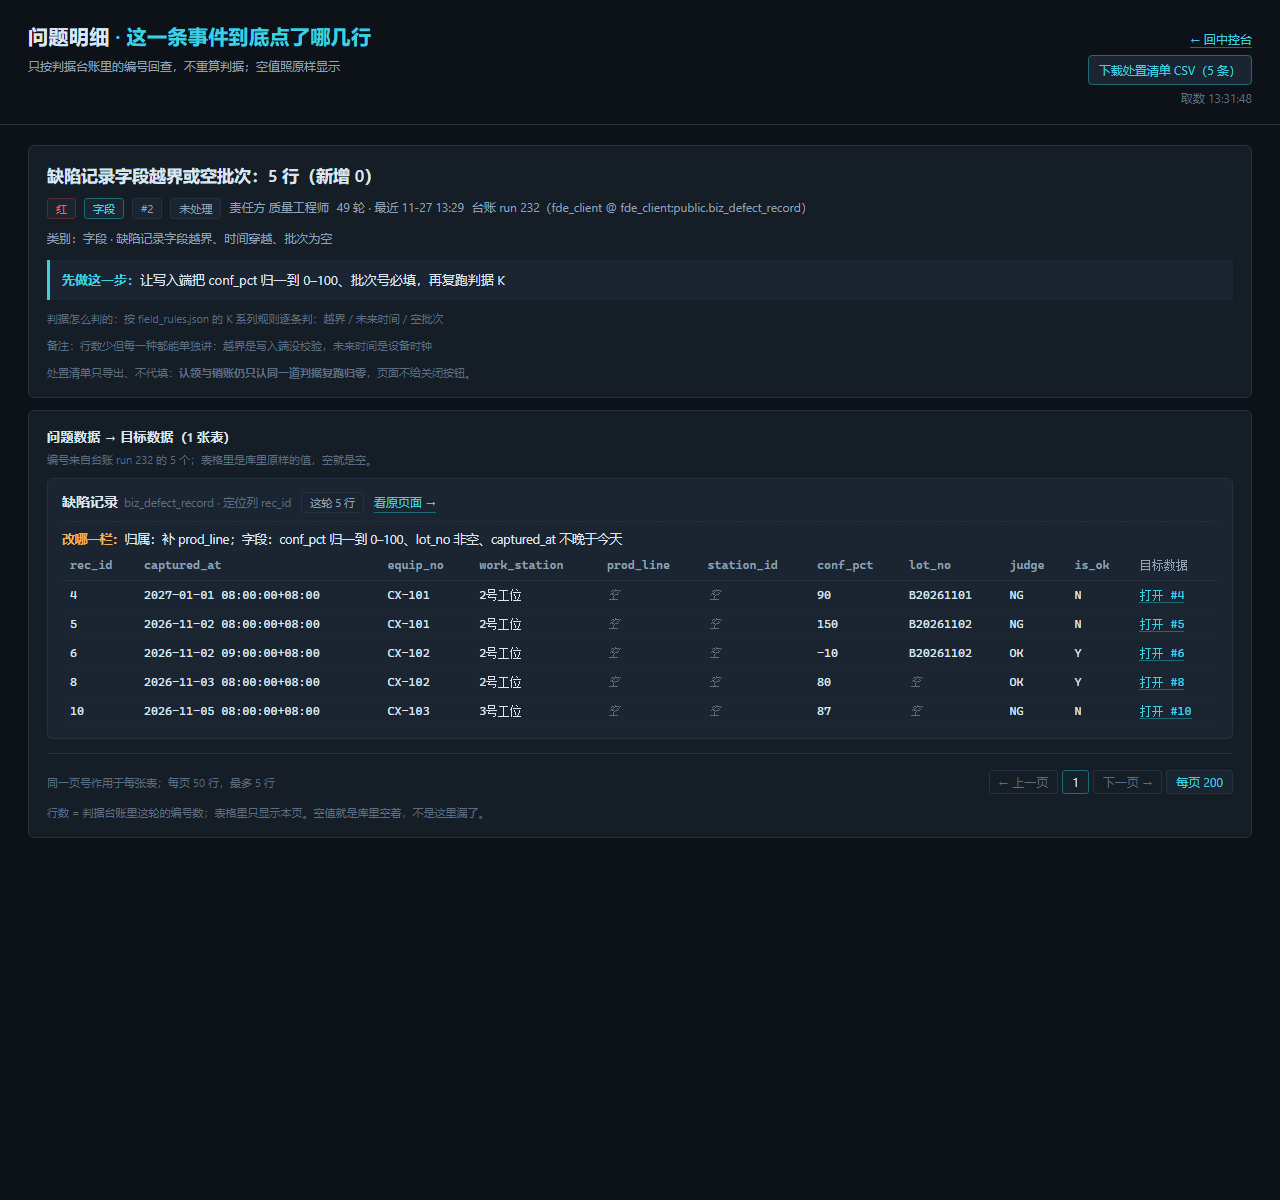 问题明细 · 这一条事件到底点了哪几行
只按判据台账里的编号回查，不重算判据；空值照原样显示
← 回中控台
下载处置清单 CSV（5 条）
取数 13:31:48
缺陷记录字段越界或空批次：5 行（新增 0）
红 字段 #2 未处理 责任方 质量工程师 49 轮 · 最近 11-27 13:29 台账 run 232（fde_client @ fde_client:public.biz_defect_record）
类别：字段 · 缺陷记录字段越界、时间穿越、批次为空
先做这一步：让写入端把 conf_pct 归一到 0–100、批次号必填，再复跑判据 K
判据怎么判的：按 field_rules.json 的 K 系列规则逐条判：越界 / 未来时间 / 空批次
备注：行数少但每一种都能单独讲：越界是写入端没校验，未来时间是设备时钟
处置清单只导出、不代填：认领与销账仍只认同一道判据复跑归零，页面不给关闭按钮。
问题数据 → 目标数据（1 张表）
编号来自台账 run 232 的 5 个；表格里是库里原样的值，空就是空。
缺陷记录 biz_defect_record · 定位列 rec_id 这轮 5 行 看原页面 →
改哪一栏：归属：补 prod_line；字段：conf_pct 归一到 0–100、lot_no 非空、captured_at 不晚于今天
rec_id captured_at equip_no work_station prod_line station_id conf_pct lot_no judge is_ok 目标数据
4 2027-01-01 08:00:00+08:00 CX-101 2号工位 空 空 90 B20261101 NG N 打开 #4
5 2026-11-02 08:00:00+08:00 CX-101 2号工位 空 空 150 B20261102 NG N 打开 #5
6 2026-11-02 09:00:00+08:00 CX-102 2号工位 空 空 -10 B20261102 OK Y 打开 #6
8 2026-11-03 08:00:00+08:00 CX-102 2号工位 空 空 80 空 OK Y 打开 #8
10 2026-11-05 08:00:00+08:00 CX-103 3号工位 空 空 87 空 NG N 打开 #10
同一页号作用于每张表；每页 50 行，最多 5 行
← 上一页 1 下一页 → 每页 200
行数 = 判据台账里这轮的编号数；表格里只显示本页。空值就是库里空着，不是这里漏了。